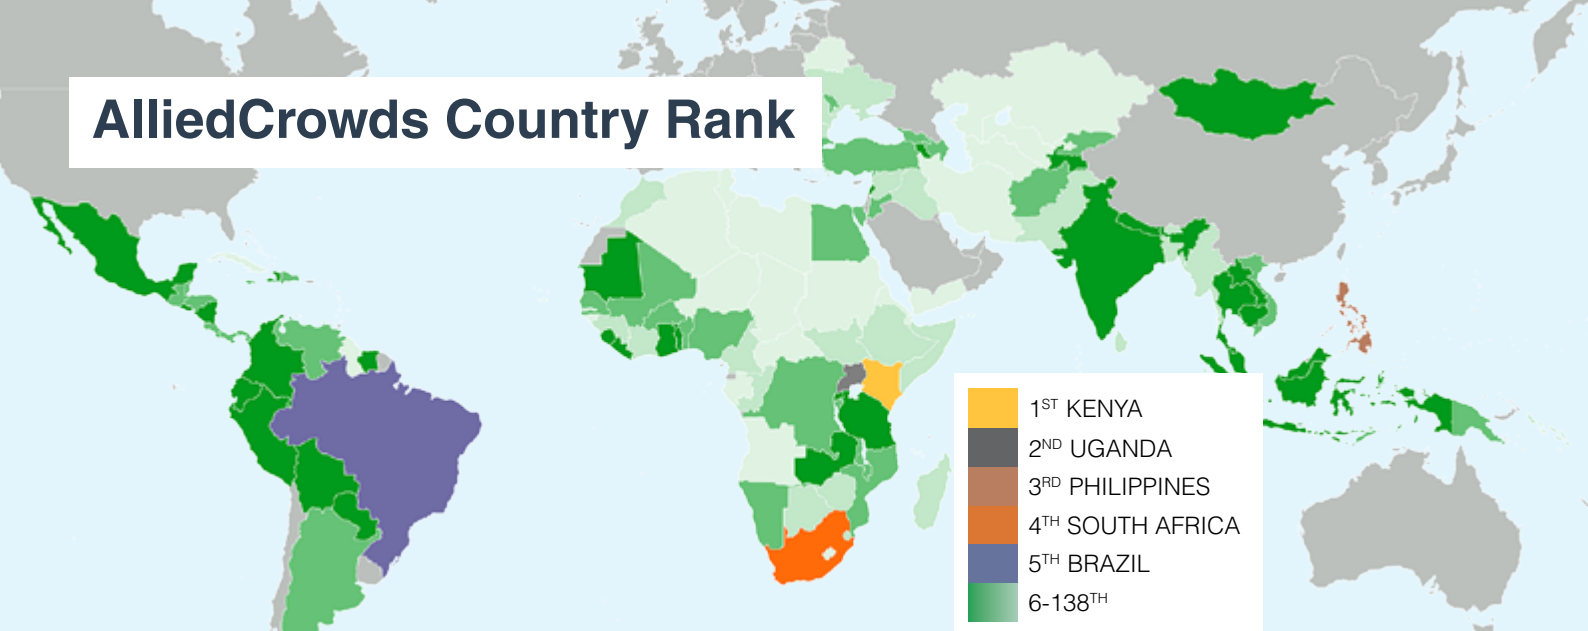 AlliedCrowds Country Rank
1ST KENYA
2ND UGANDA
3RD PHILIPPINES
4TH SOUTH AFRICA
5TH BRAZIL
6-138TH